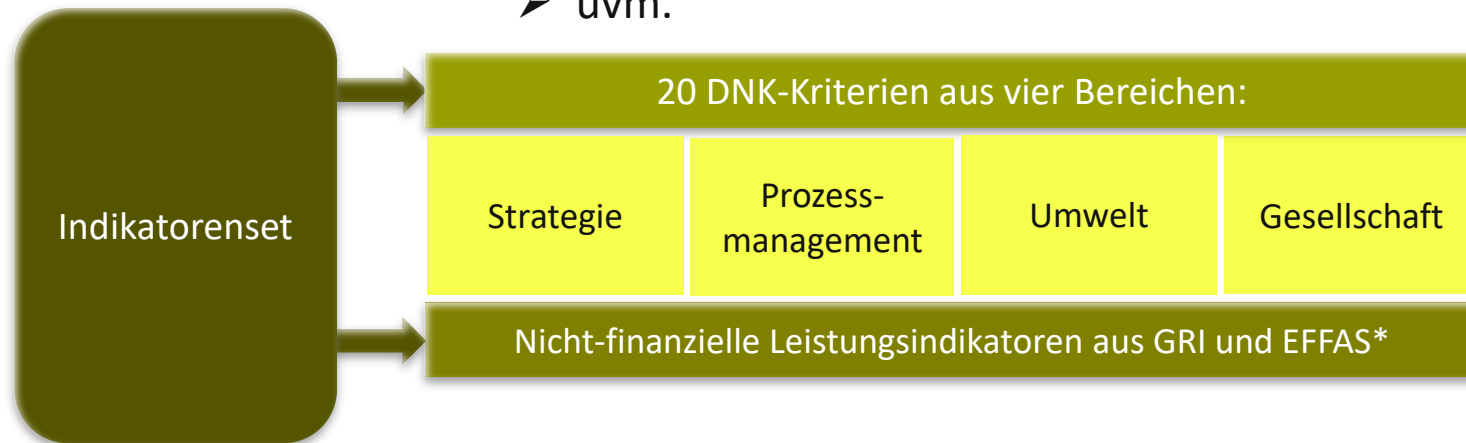 ➢ uvm.
20 DNK-Kriterien aus vier Bereichen:
Indikatorenset
Strategie
Prozess-
management
Umwelt
Gesellschaft
Nicht-finanzielle Leistungsindikatoren aus GRI und EFFAS*